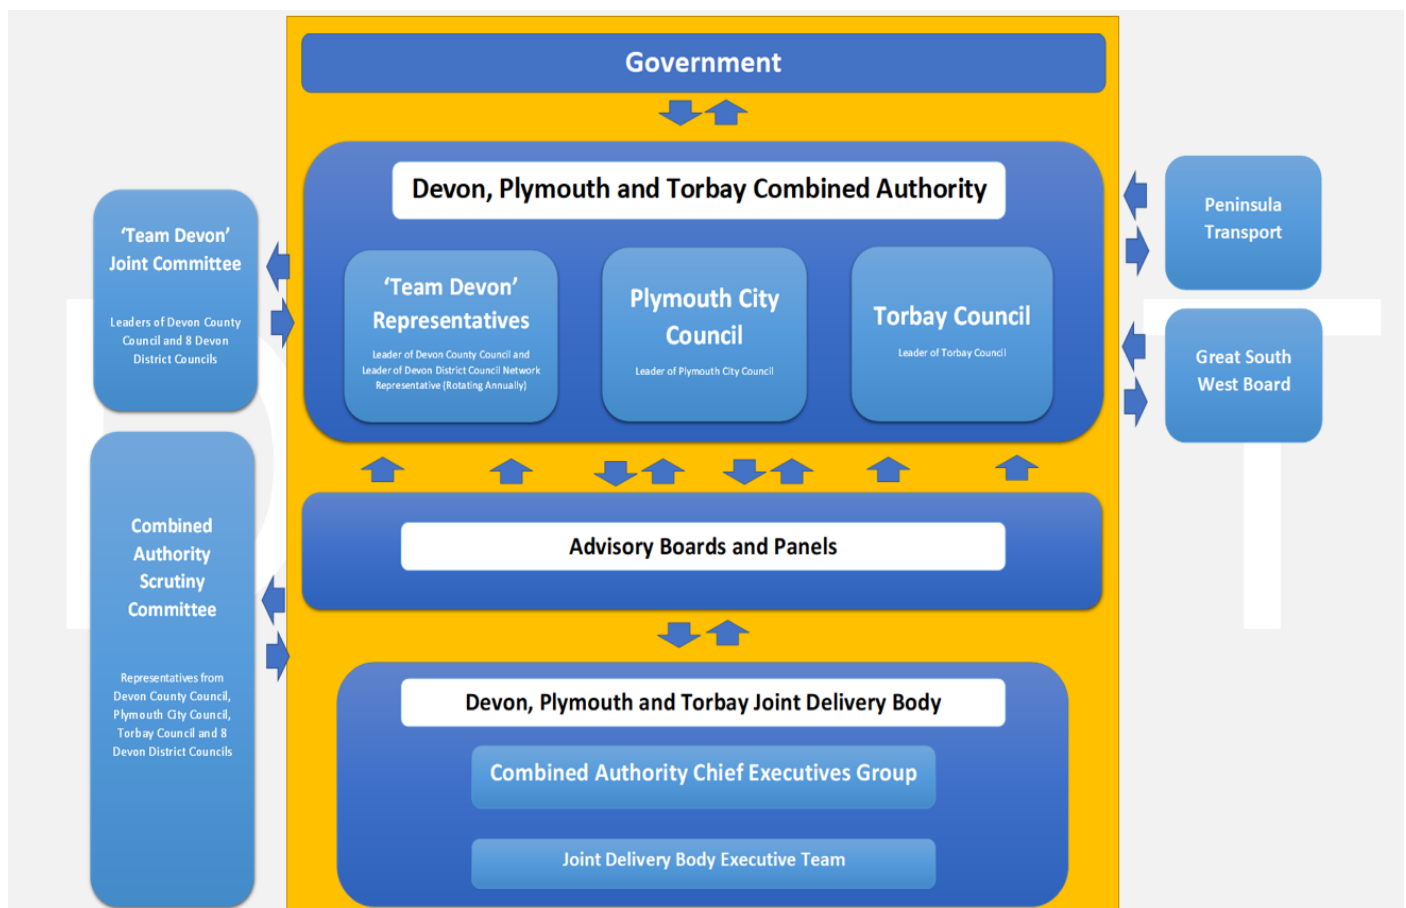 Government
Devon, Plymouth and Torbay Combined Authority
‘Team Devon’
Representatives
Leader of Devon County Council and
Leader of Devon District Council Network
Representative (Rotating Annually)
Plymouth City
Council
Leader of Plymouth City Council
Torbay Council
Leader of Torbay Council
‘Team Devon’
Joint Committee
Leaders of Devon County
Council and 8 Devon
District Councils
Peninsula
Transport
Great South
West Board
Combined
Authority
Scrutiny
Committee
Representatives from
Devon County Council,
Plymouth City Council,
Torbay Council and 8
Devon District Councils
Advisory Boards and Panels
Devon, Plymouth and Torbay Joint Delivery Body
Combined Authority Chief Executives Group
Joint Delivery Body Executive Team